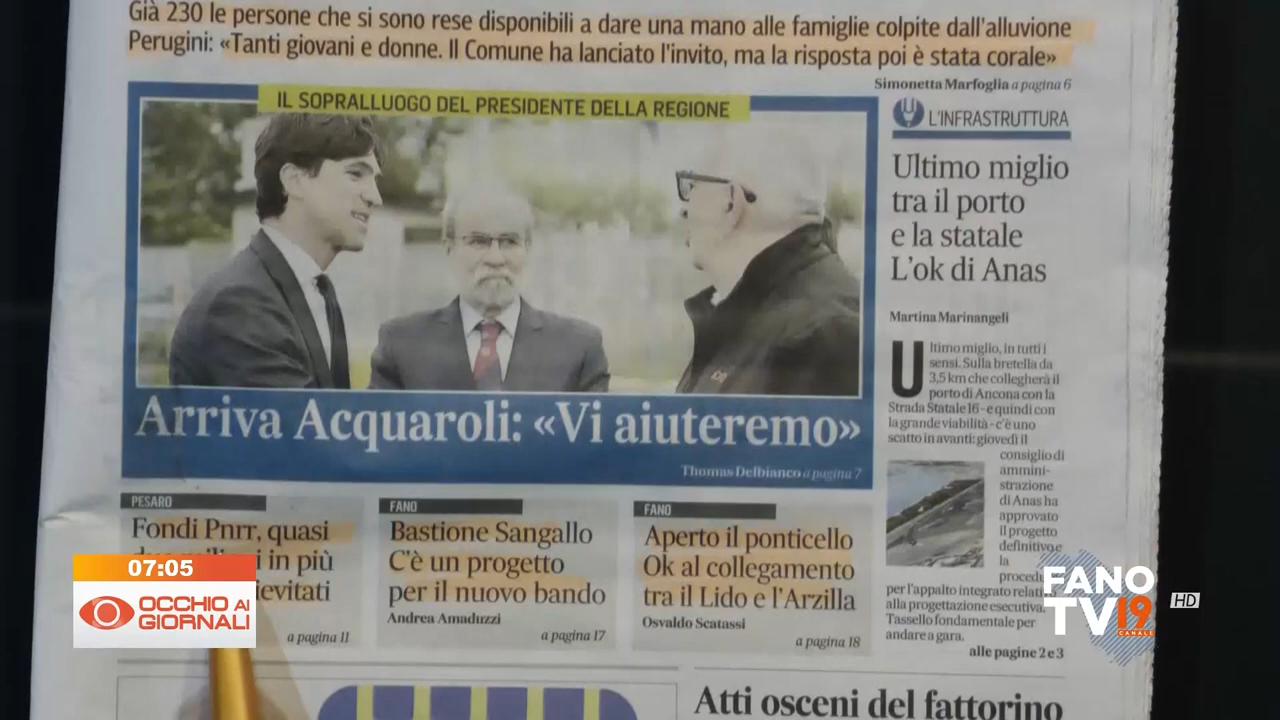 Già 230 le persone che si sono rese disponibili a dare una mano alle famiglie colpite dall'alluvione
Perugini: «Tanti giovani e donne. Il Comune ha lanciato l'invito, ma la risposta poi è stata corale»
Simonetta Marfoglia a pagina 6
IL SOPRALLUOGO DEL PRESIDENTE DELLA REGIONE
Arriva Acquaroli: «Vi aiuteremo»
Thomas Delbianco a pagina 7
L'INFRASTRUTTURA
Ultimo miglio
tra il porto
e la statale
L'ok di Anas
Martina Marinangeli
Ultimo miglio, in tutti i
sensi. Sulla bretella da
3,5 km che collegherà il
porto di Ancona con la
Strada Statale 16 - e quindi con
la grande viabilità - c'è uno
scatto in avanti: giovedì il
consiglio di
ammini-
strazione
di Anas ha
approvato
il progetto
definitivo e
la
procedu
per l'appalto integrato relati
alla progettazione esecutiva.
Tassello fondamentale per
andare a gara.
alle pagine 2 e 3
PESARO
Fondi Pnrr, quasi
i in più
ievitati
a pagina 11
FANO
Bastione Sangallo
C'è un progetto
per il nuovo bando
Andrea Amaduzzi
a pagina 17
FANO
Aperto il ponticello
Ok al collegamento
tra il Lido e l'Arzilla
Osvaldo Scatassi
a pagina 18
Atti osceni del fattorino
07:05
OCCHIO AI
GIORNALI
FANO
TV19
CANALE
HD